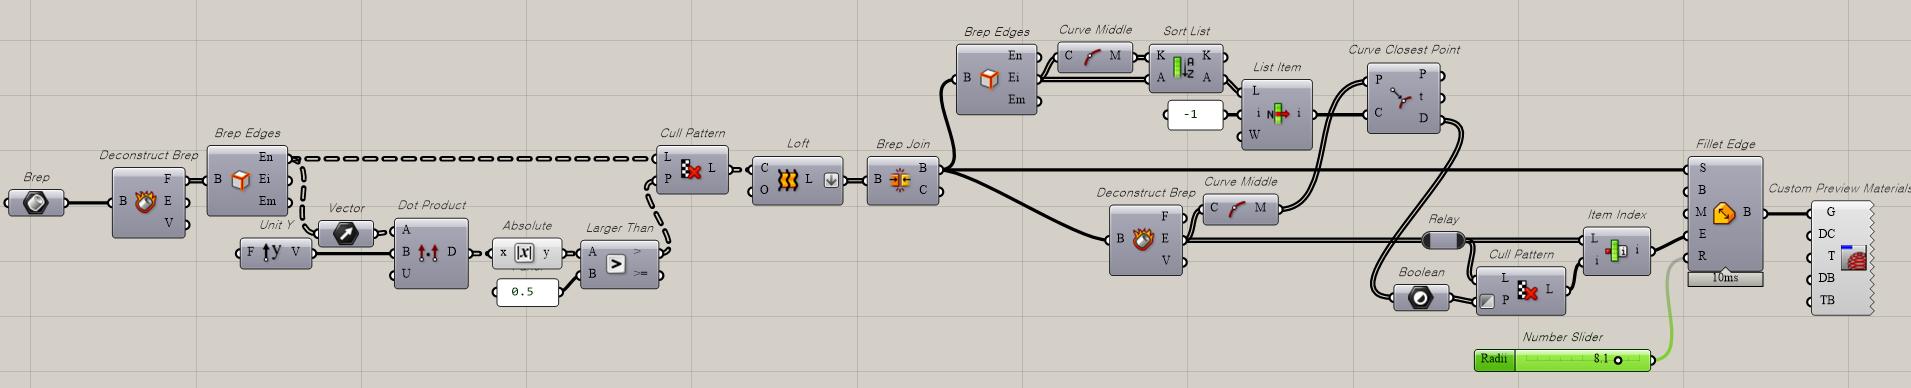 Brep
Deconstruct Brep
B
F
E
V
Brep Edges
B
En
Ei
Em
Unit Y
F y V
Vector
Dot Product
A
B
U
D
Absolute
x |x| y
0.5
Larger Than
A
B
>
>
>=
Cull Pattern
L
P
L
Loft
C
O
L
Brep Join
B
B
C
Brep Edges
B
En
Ei
Em
Curve Middle
C M
Sort List
K
A
A
Z
K
A
-1
List Item
L
i
W
N
i
Curve Closest Point
P
C
P
t
D
Deconstruct Brep
B
F
E
V
Curve Middle
C M
Relay
Boolean
Cull Pattern
L
P
L
Item Index
L
i
i
i
Number Slider
Radii 8.1
Fillet Edge
S
B
M
E
R
B
10ms
Custom Preview Materials
G
DC
T
DB
TB